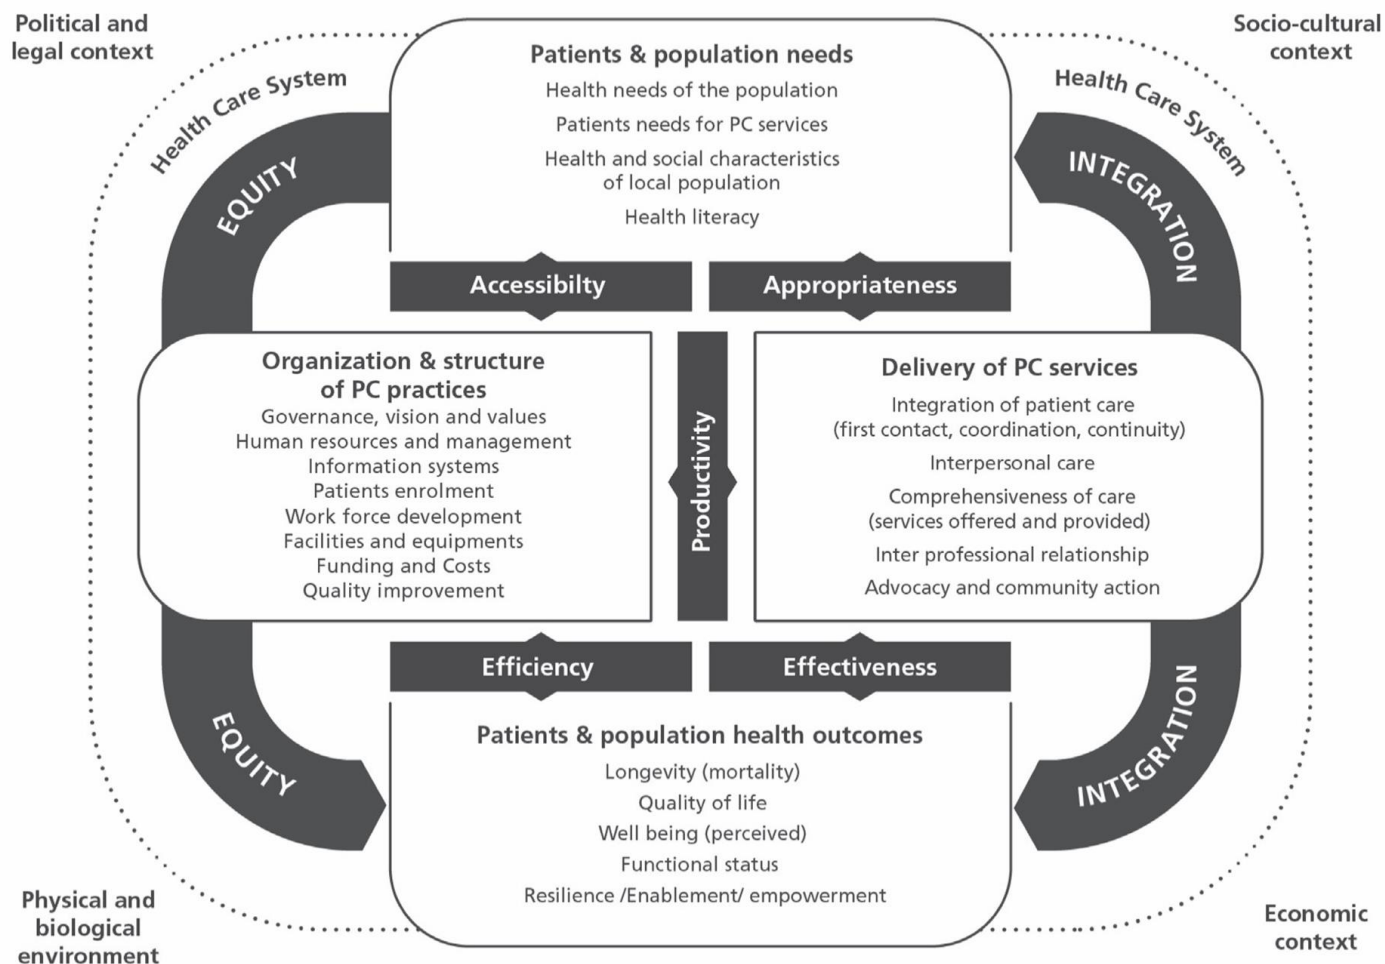 Political and
legal context
Socio-cultural
context
Health Care System
Health Care System
EQUITY
INTEGRATION
Patients & population needs
Health needs of the population
Patients needs for PC services
Health and social characteristics
of local population
Health literacy
Accessibilty
Appropriateness
Organization & structure
of PC practices
Governance, vision and values
Human resources and management
Information systems
Patients enrolment
Work force development
Facilities and equipments
Funding and Costs
Quality improvement
Productivity
Delivery of PC services
Integration of patient care
(first contact, coordination, continuity)
Interpersonal care
Comprehensiveness of care
(services offered and provided)
Inter professional relationship
Advocacy and community action
Efficiency
Effectiveness
EQUITY
INTEGRATION
Patients & population health outcomes
Longevity (mortality)
Quality of life
Well being (perceived)
Functional status
Resilience /Enablement/ empowerment
Physical and
biological
environment
Economic
context